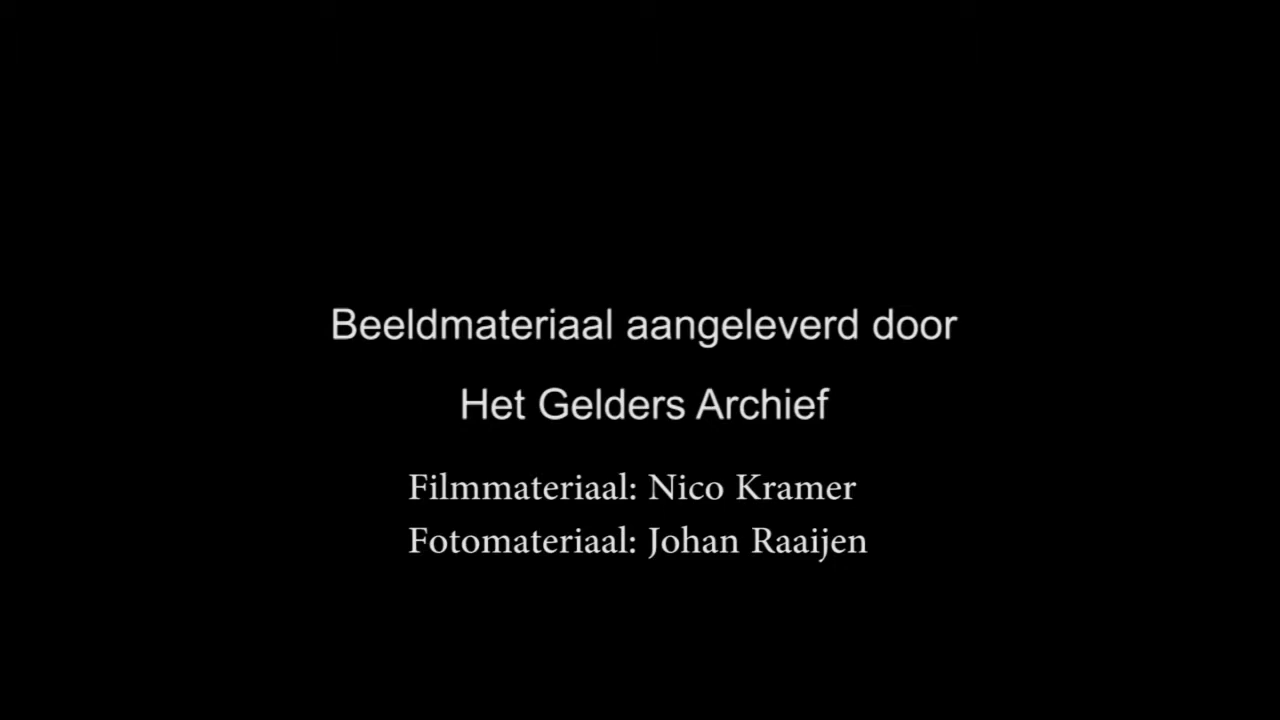 Beeldmateriaal aangeleverd door
Het Gelders Archief
Filmmateriaal: Nico Kramer
Fotomateriaal: Johan Raaijen